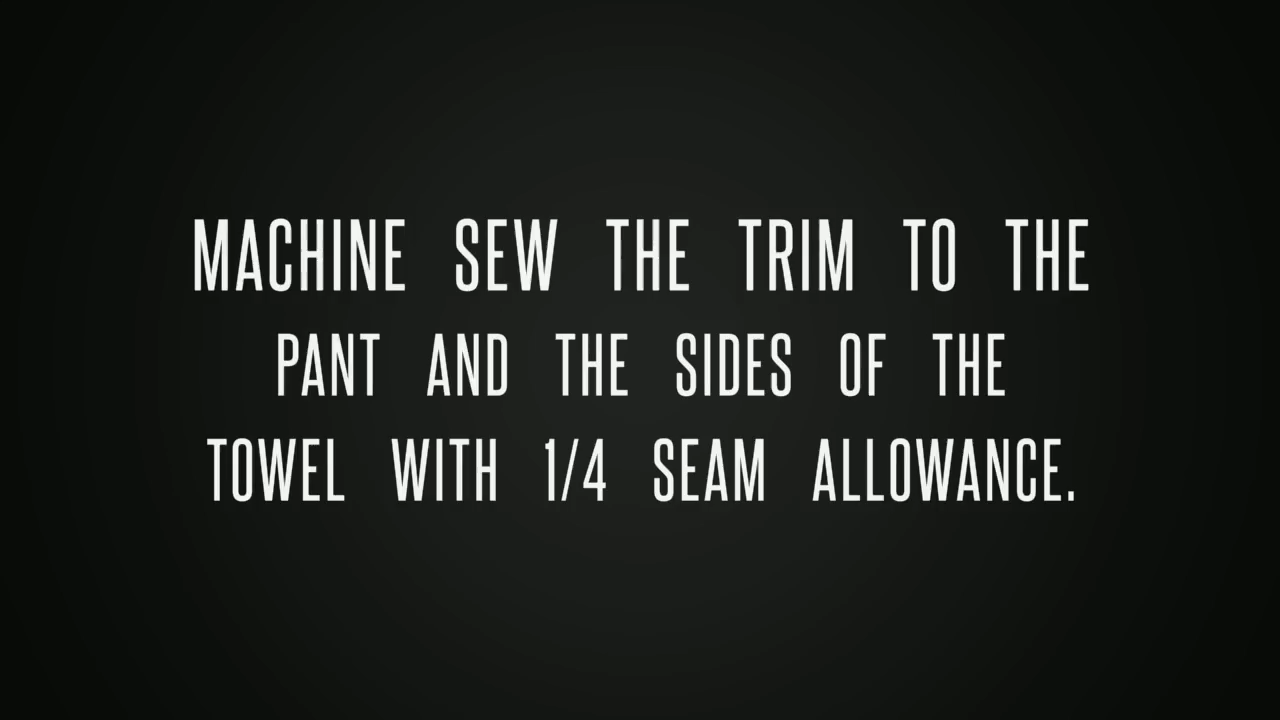 MACHINE SEW THE TRIM TO THE
PANT AND THE SIDES OF THE
TOWEL WITH 1/4 SEAM ALLOWANCE.